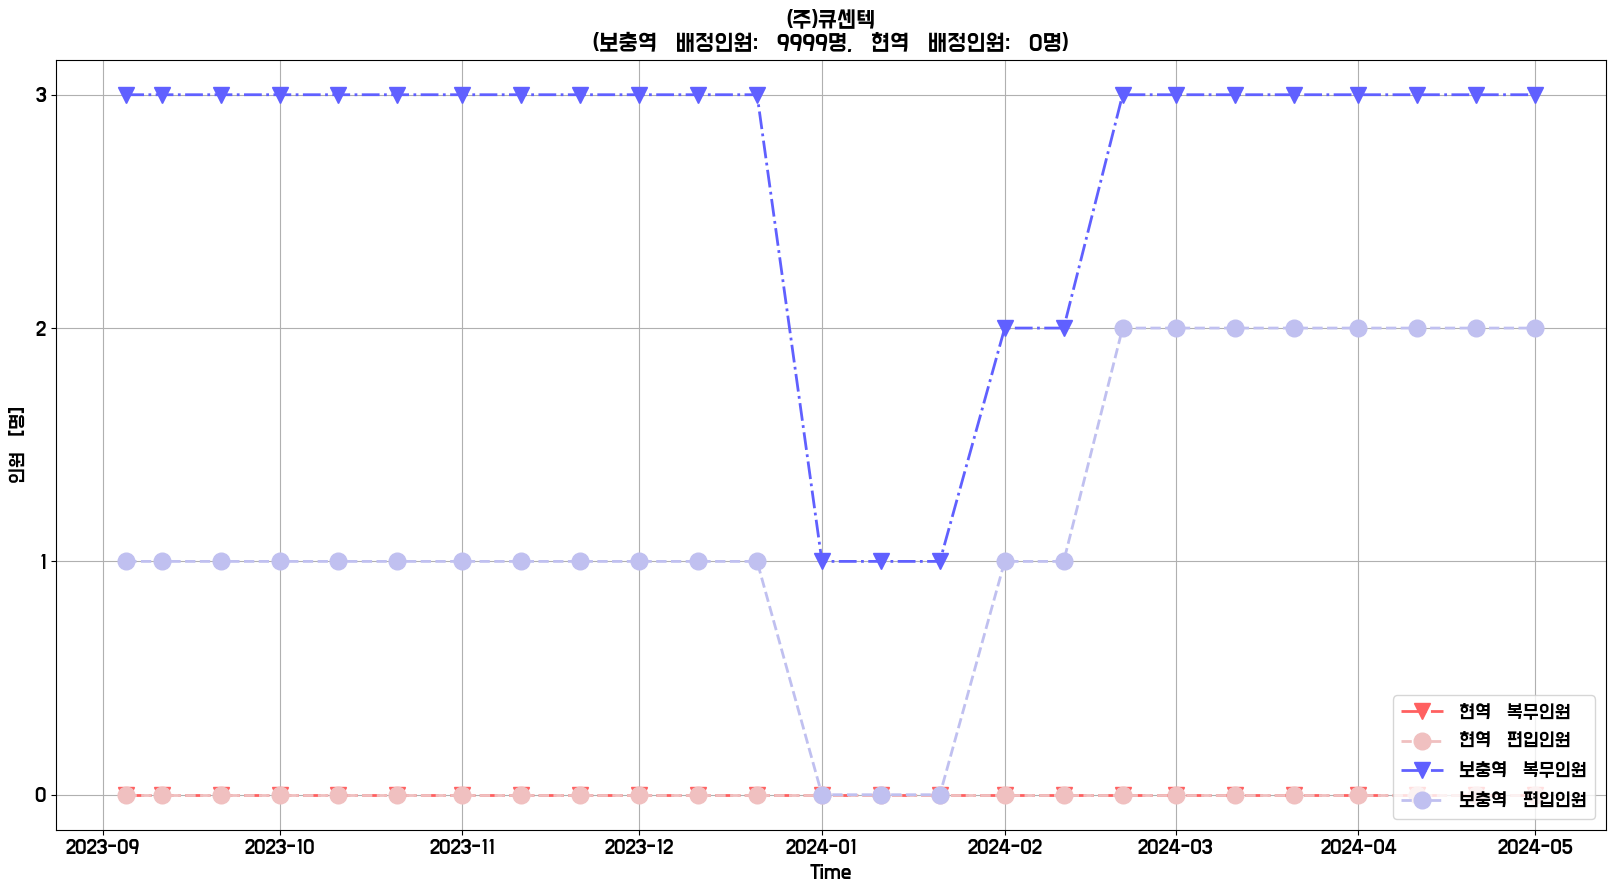 (주)큐센텍
(보충역 배정인원: 9999명, 현역 배정인원: 0명)
3
2
1
0
인원 [명]
2023-09 2023-10 2023-11 2023-12 2024-01 2024-02 2024-03 2024-04 2024-05
Time
현역 복무인원
현역 편입인원
보충역 복무인원
보충역 편입인원